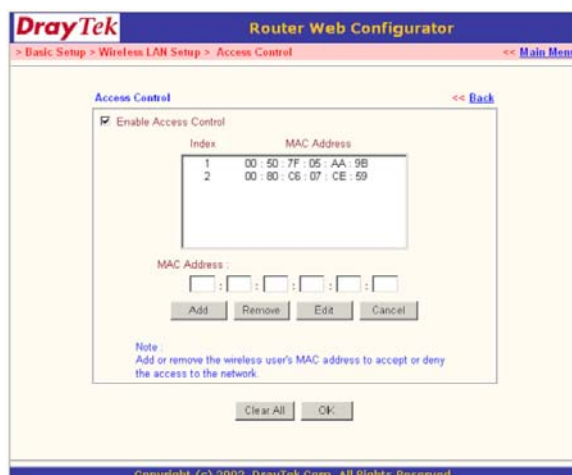 DrayTek Router Web Configurator
> Basic Setup > Wireless LAN Setup > Access Control << Main Menu
Access Control << Back
Enable Access Control
Index MAC Address
1 00 : 50 : 7F : 05 : AA : 9B
2 00 : 80 : C6 : 07 : CE : 59
MAC Address :
: : : : :
Add Remove Edit Cancel
Note :
Add or remove the wireless user's MAC address to accept or deny
the access to the network.
Clear All OK
Copyright (c) 2002, DrayTek Corp. All Rights Reserved.